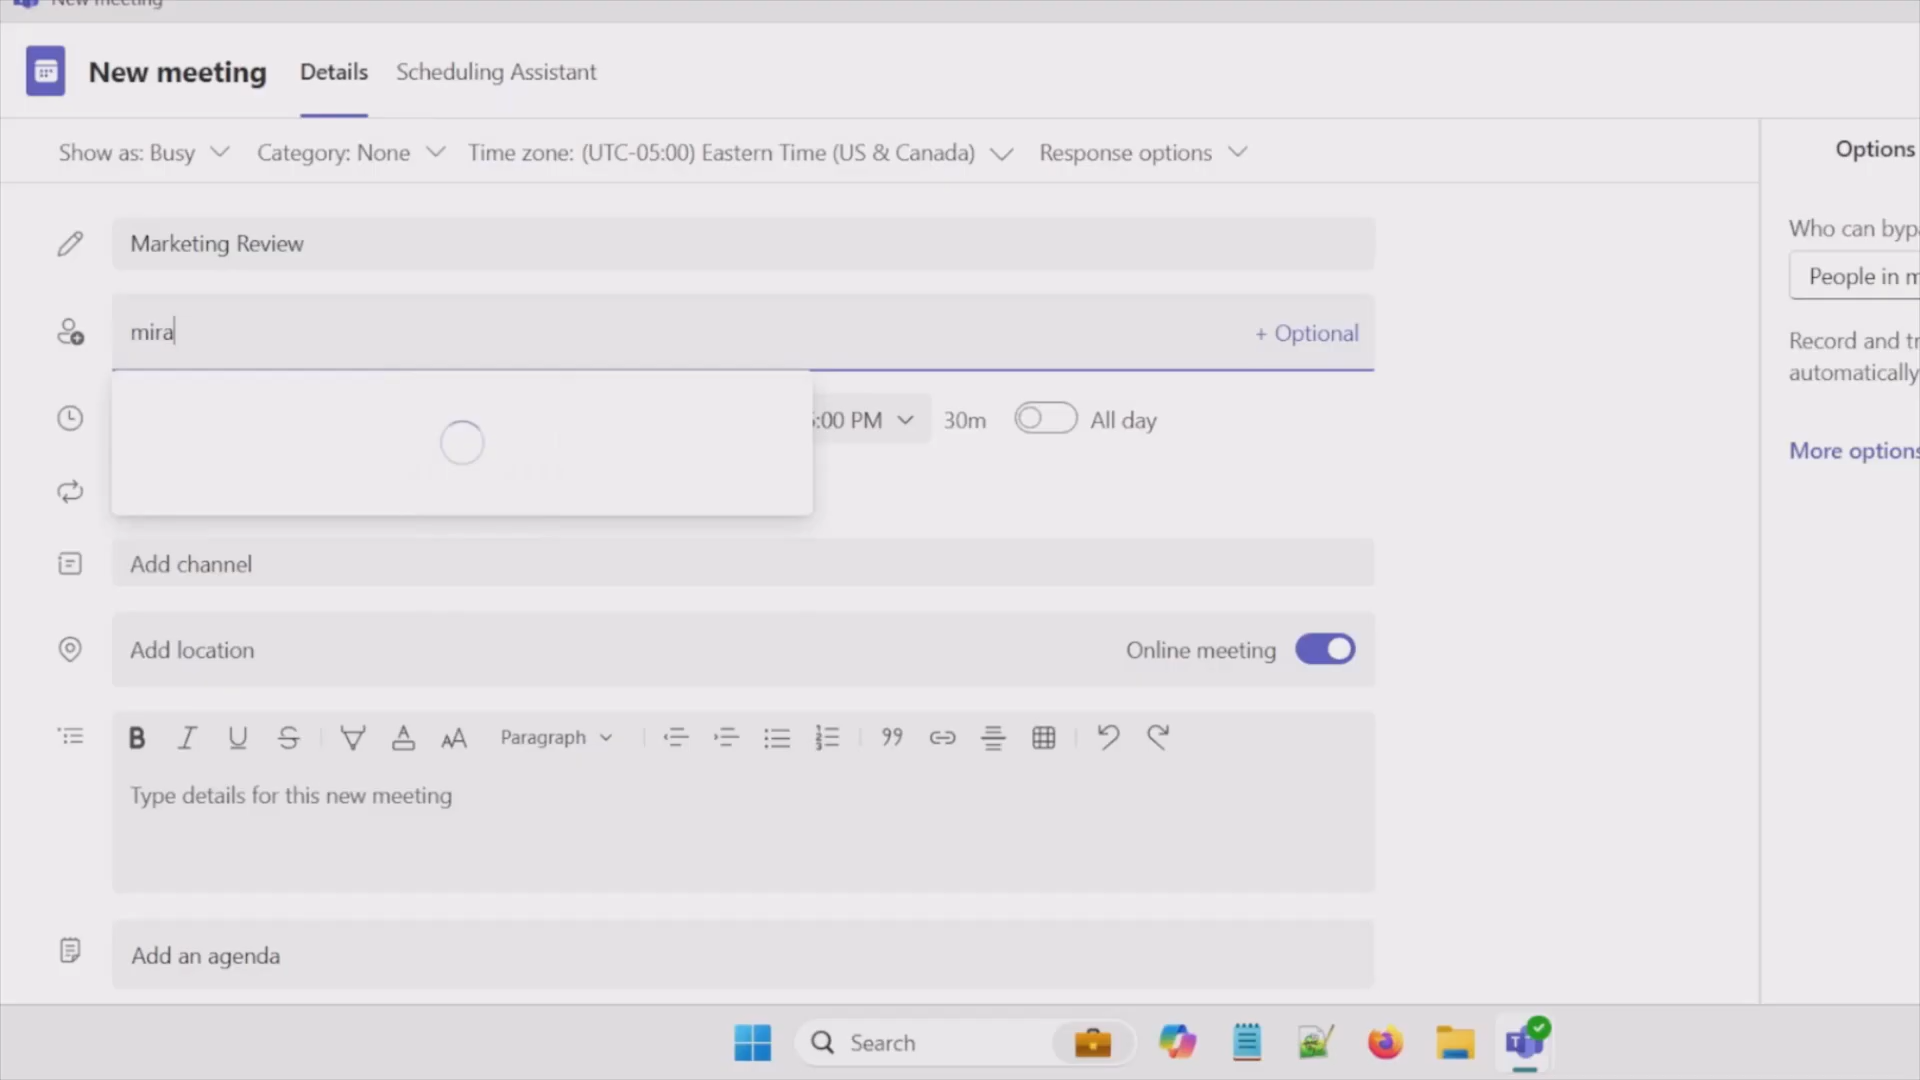 New meeting
New meeting Details Scheduling Assistant
Show as: Busy Category: None Time zone: (UTC-05:00) Eastern Time (US & Canada) Response options
Options
Marketing Review
Who can
People in
mira
+ Optional
Record and
automatically
:00 PM 30m All day
More options
Add channel
Add location
Online meeting
B I U S A AA Paragraph
Type details for this new meeting
Add an agenda
Search
T